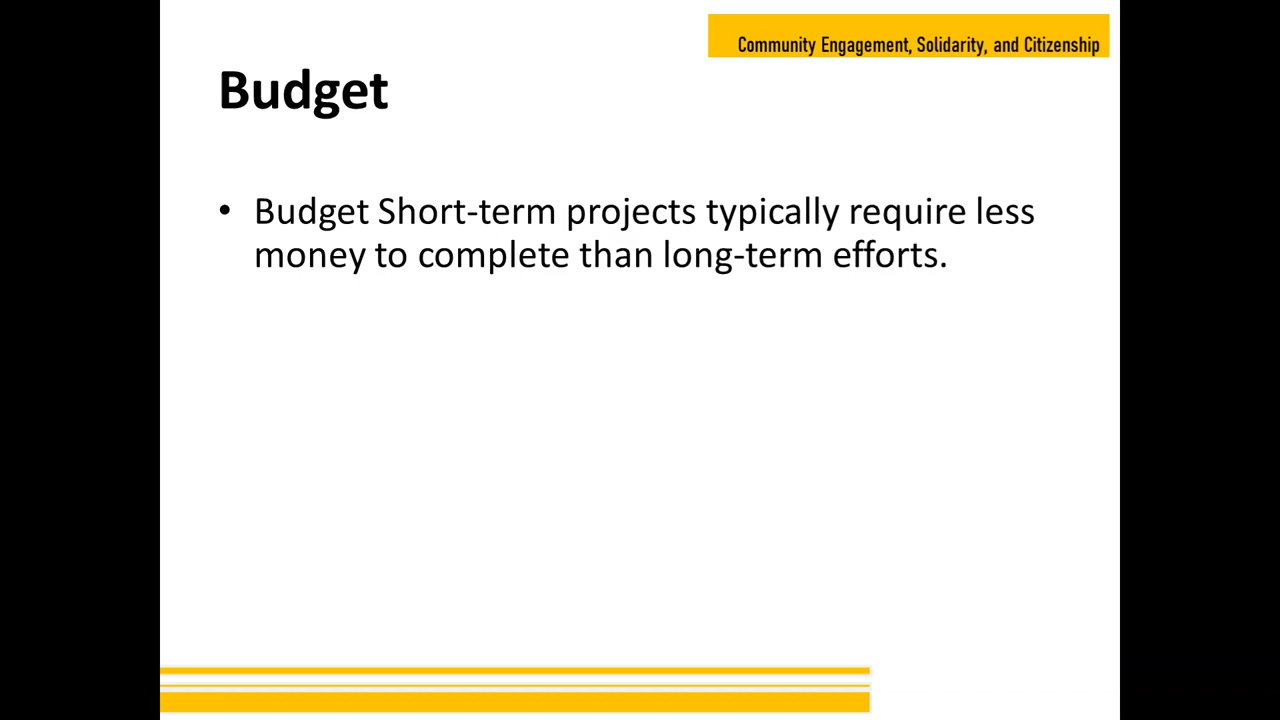 Community Engagement, Solidarity, and Citizenship
Budget
• Budget Short-term projects typically require less
money to complete than long-term efforts.